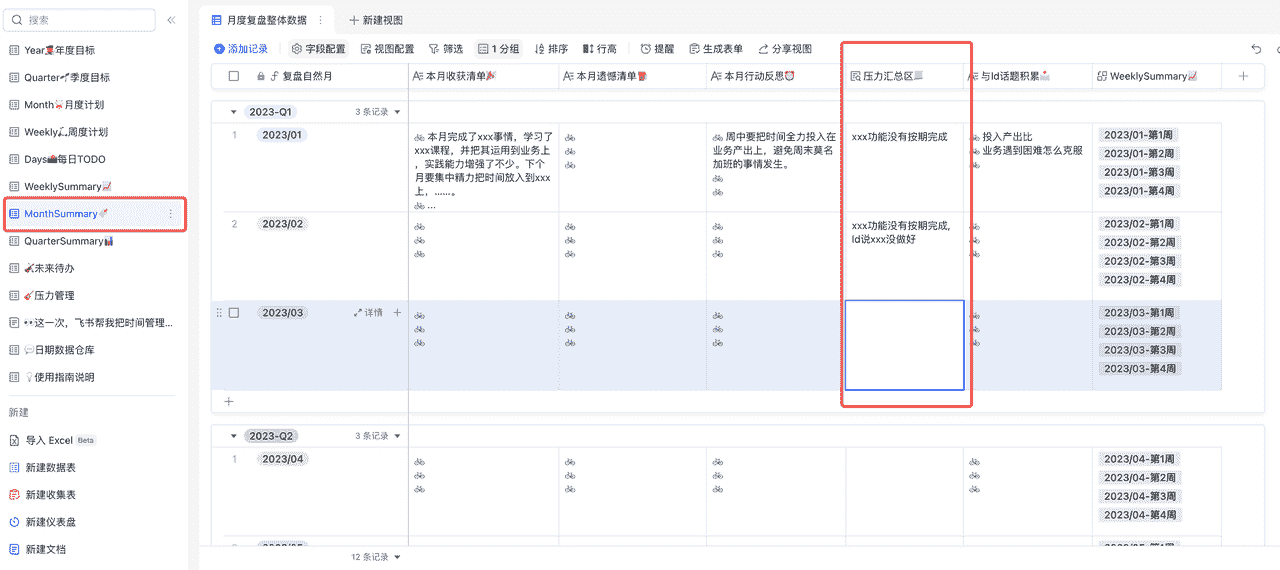 搜索
Year年度目标
Quarter季度目标
Month月度计划
Weekly周度计划
Days每日TODO
WeeklySummary
MonthSummary
QuarterSummary
未来待办
压力管理
这一次，飞书帮我把时间管理...
日期数据仓库
使用指南说明
新建
导入 Excel Beta
新建数据表
新建收集表
新建仪表盘
新建文档
月度复盘整体数据
新建视图
添加记录
字段配置
视图配置
筛选
1 分组
排序
行高
提醒
生成表单
分享视图
复盘自然月
本月收获清单
本月遗憾清单
本月行动反思
压力汇总区
与ld话题积累
WeeklySummary
2023-Q1
3 条记录
1
2023/01
本月完成了xxx事情，学习了
xxx课程，并把其运用到业务上
，实践能力增强了不少。下个
月要集中精力把时间放入到xxx
上，......。
...
周中要把时间全力投入在
业务产出上，避免周末莫名
加班的事情发生。
xxx功能没有按期完成
投入产出比
业务遇到困难怎么克服
2023/01-第1周
2023/01-第2周
2023/01-第3周
2023/01-第4周
2
2023/02
xxx功能没有按期完成,
ld说xxx没做好
2023/02-第1周
2023/02-第2周
2023/02-第3周
2023/02-第4周
2023/03
详情
2023/03-第1周
2023/03-第2周
2023/03-第3周
2023/03-第4周
2023-Q2
3 条记录
1
2023/04
2023/04-第1周
2023/04-第2周
2023/04-第3周
2023/04-第4周
12 条记录